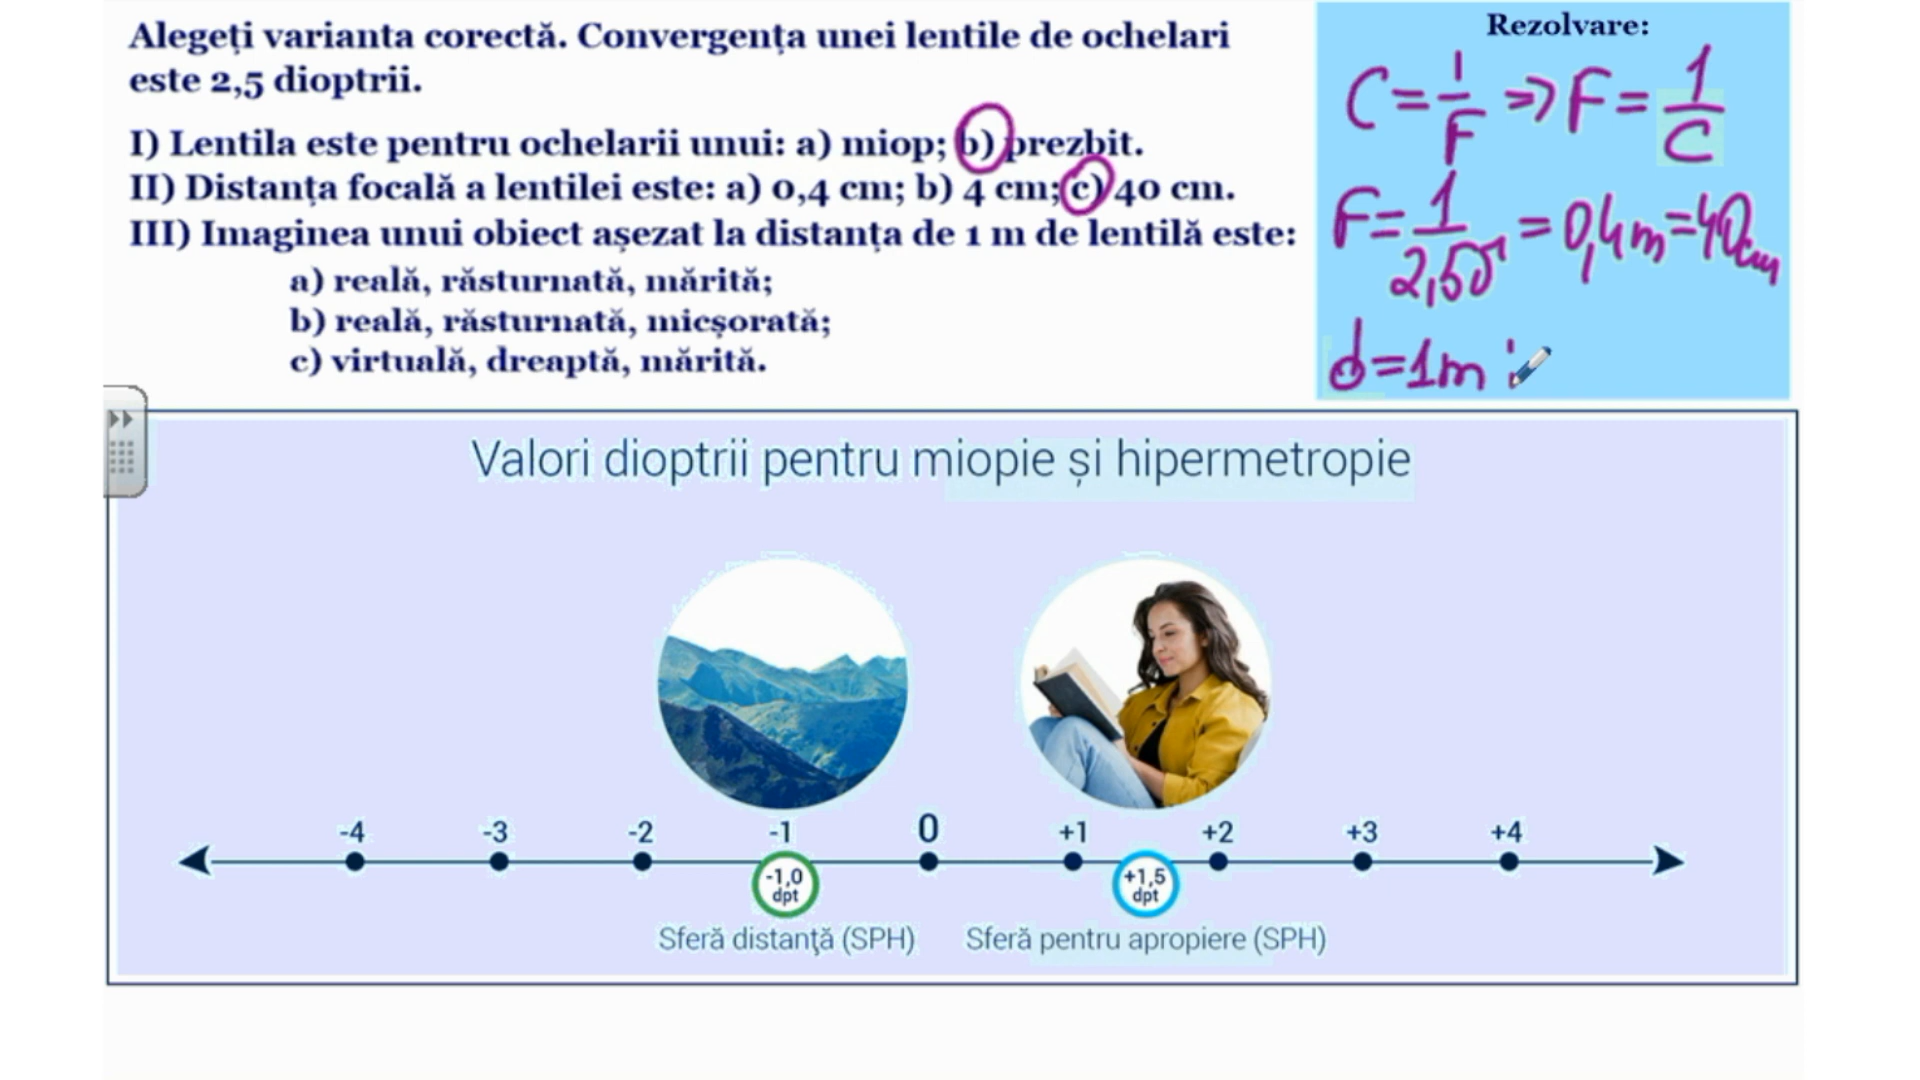 Alegeți varianta corectă. Convergența unei lentile de ochelari
este 2,5 dioptrii.
I) Lentila este pentru ochelarii unui: a) miop; b) prezbit.
II) Distanța focală a lentilei este: a) 0,4 cm; b) 4 cm; c) 40 cm.
III) Imaginea unui obiect așezat la distanța de 1 m de lentilă este:
a) reală, răsturnată, mărită;
b) reală, răsturnată, micșorată;
c) virtuală, dreaptă, mărită.
Rezolvare:
C = 1/F => F = 1/C
F = 1/2,5δ = 0,4m = 40cm
d = 1m
Valori dioptrii pentru miopie și hipermetropie
-4 -3 -2 -1 0 +1 +2 +3 +4
-1,0 dpt
+1,5 dpt
Sferă distanţă (SPH)
Sferă pentru apropiere (SPH)